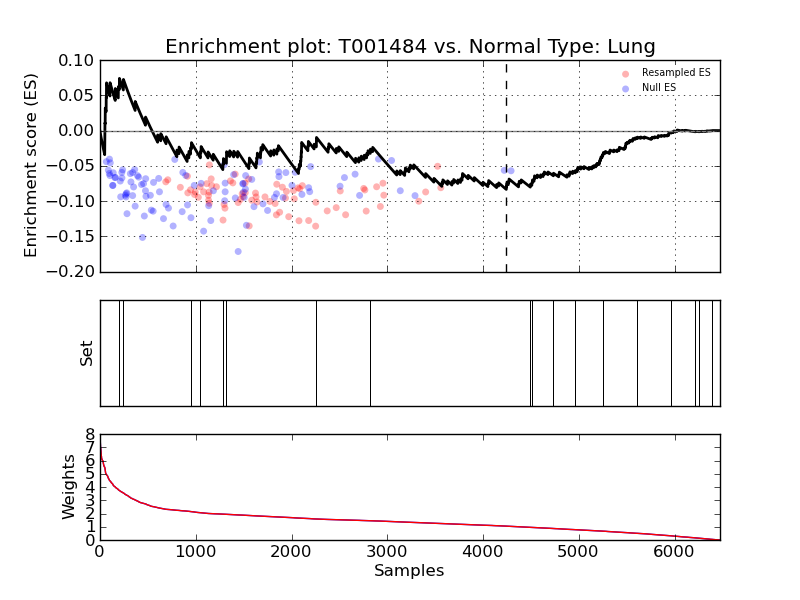 Enrichment plot: T001484 vs. Normal Type: Lung
Enrichment score (ES)
0.10
0.05
0.00
−0.05
−0.10
−0.15
−0.20
Resampled ES
Null ES
Set
Weights
8
7
6
5
4
3
2
1
0
0 1000 2000 3000 4000 5000 6000
Samples